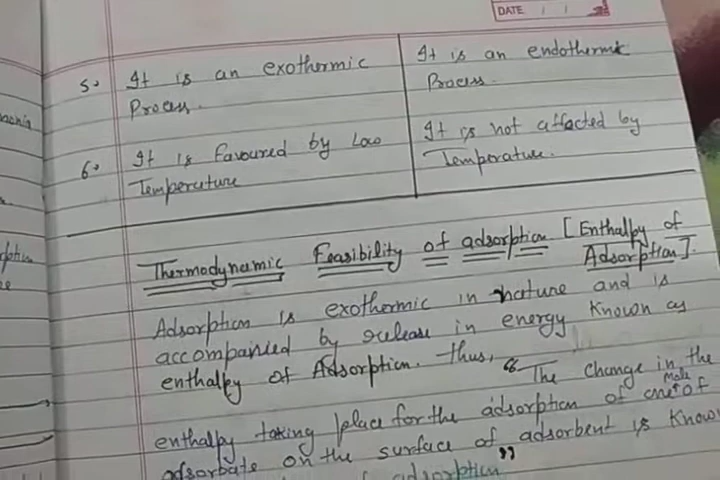 DATE / /
5. It is an exothermic Process. It is an endothermic Process.
6. It is favoured by Low Temperature It is not affected by Temperature.
Thermodynamic Feasibility of adsorption [Enthalpy of Adsorption].
Adsorption is exothermic in nature and is
accompanied by release in energy Known as
enthalpy of Adsorption. Thus, "The change in the
enthalpy taking place for the adsorption of one mole of
adsorbate on the surface of adsorbent is Know
adsorption"